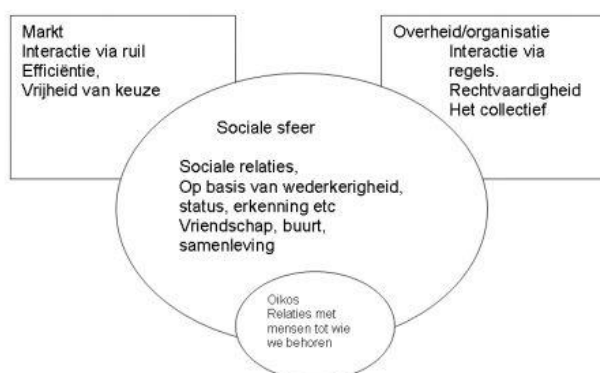 Markt
Interactie via ruil
Efficiëntie,
Vrijheid van keuze
Overheid/organisatie
Interactie via
regels.
Rechtvaardigheid
Het collectief
Sociale sfeer
Sociale relaties,
Op basis van wederkerigheid,
status, erkenning etc
Vriendschap, buurt,
samenleving
Oikos
Relaties met
mensen tot wie
we behoren